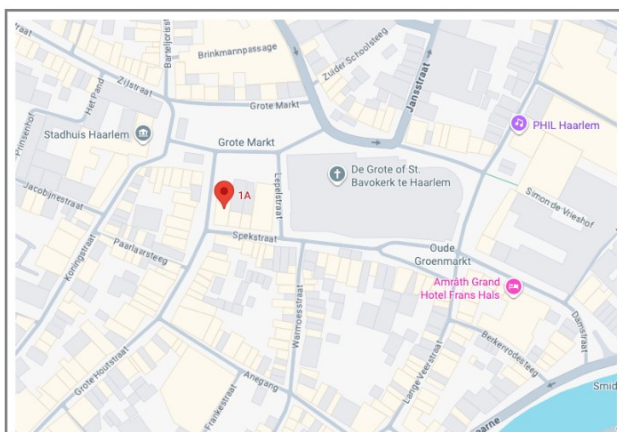 Brinkmannpassage
Barteljorisstraat
Zijlstraat
Het Pand
Prinsenhof
Zuider Schoolsteeg
Jansstraat
Grote Markt
Stadhuis Haarlem
Grote Markt
PHIL Haarlem
De Grote of St.
Bavokerk te Haarlem
Jacobijnestraat
Lepelstraat
1A
Simon de Vrieshof
Koningstraat
Paarlaarsteeg
Spekstraat
Oude
Groenmarkt
Amrâth Grand
Hotel Frans Hals
Damstraat
Warmoesstraat
Berkenrodesteeg
Grote Houtstraat
Anegang
Lange Veerstraat
Frankestraat
Smid
aarne